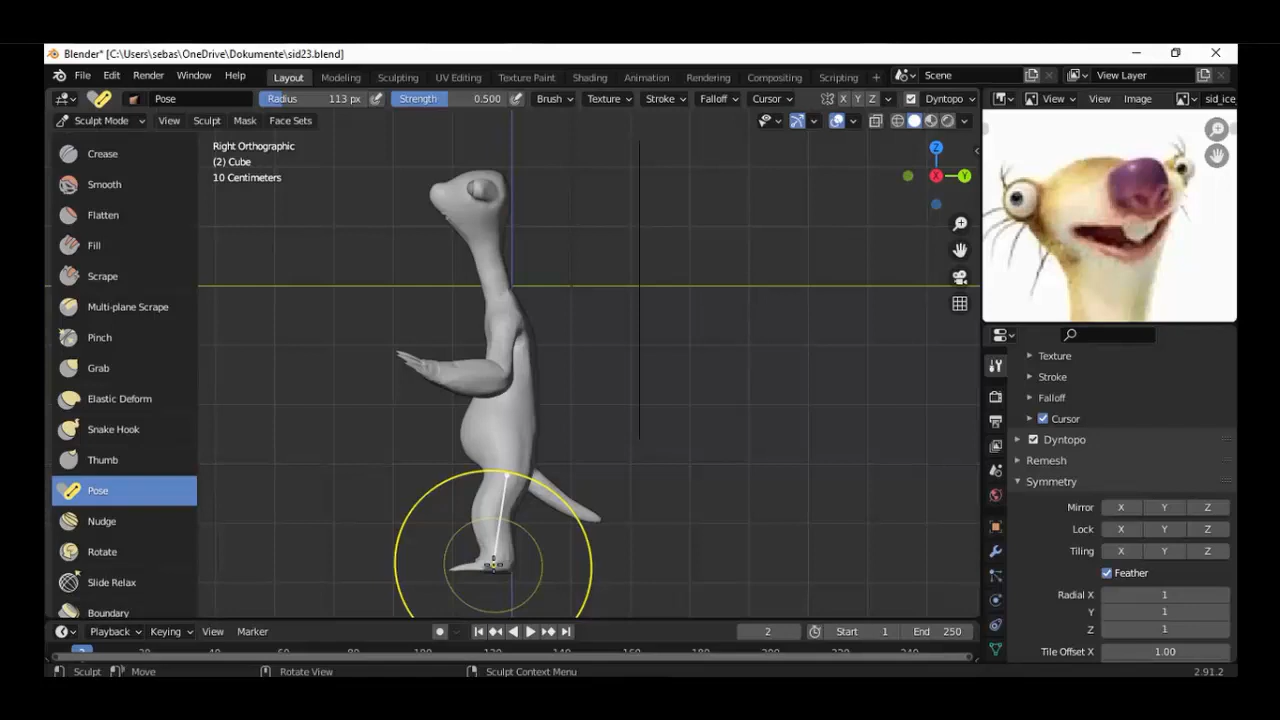 Blender* [C:\Users\sebas\OneDrive\Dokumente\sid23.blend]
File Edit Render Window Help Layout Modeling Sculpting UV Editing Texture Paint Shading Animation Rendering Compositing Scripting + Scene View Layer
Pose Radius 113 px Strength 0.500 Brush Texture Stroke Falloff Cursor X Y Z Dyntopo View View Image sid_ice
Sculpt Mode View Sculpt Mask Face Sets
Right Orthographic
(2) Cube
10 Centimeters
Z
X
Y
Crease
Smooth
Flatten
Fill
Scrape
Multi-plane Scrape
Pinch
Grab
Elastic Deform
Snake Hook
Thumb
Pose
Nudge
Rotate
Slide Relax
Boundary
Texture
Stroke
Falloff
Cursor
Dyntopo
Remesh
Symmetry
Mirror X Y Z
Lock X Y Z
Tiling X Y Z
Feather
Radial X 1
Y 1
Z 1
Tile Offset X 1.00
Playback Keying View Marker 2 Start 1 End 250
Sculpt Move Rotate View Sculpt Context Menu 2.91.2